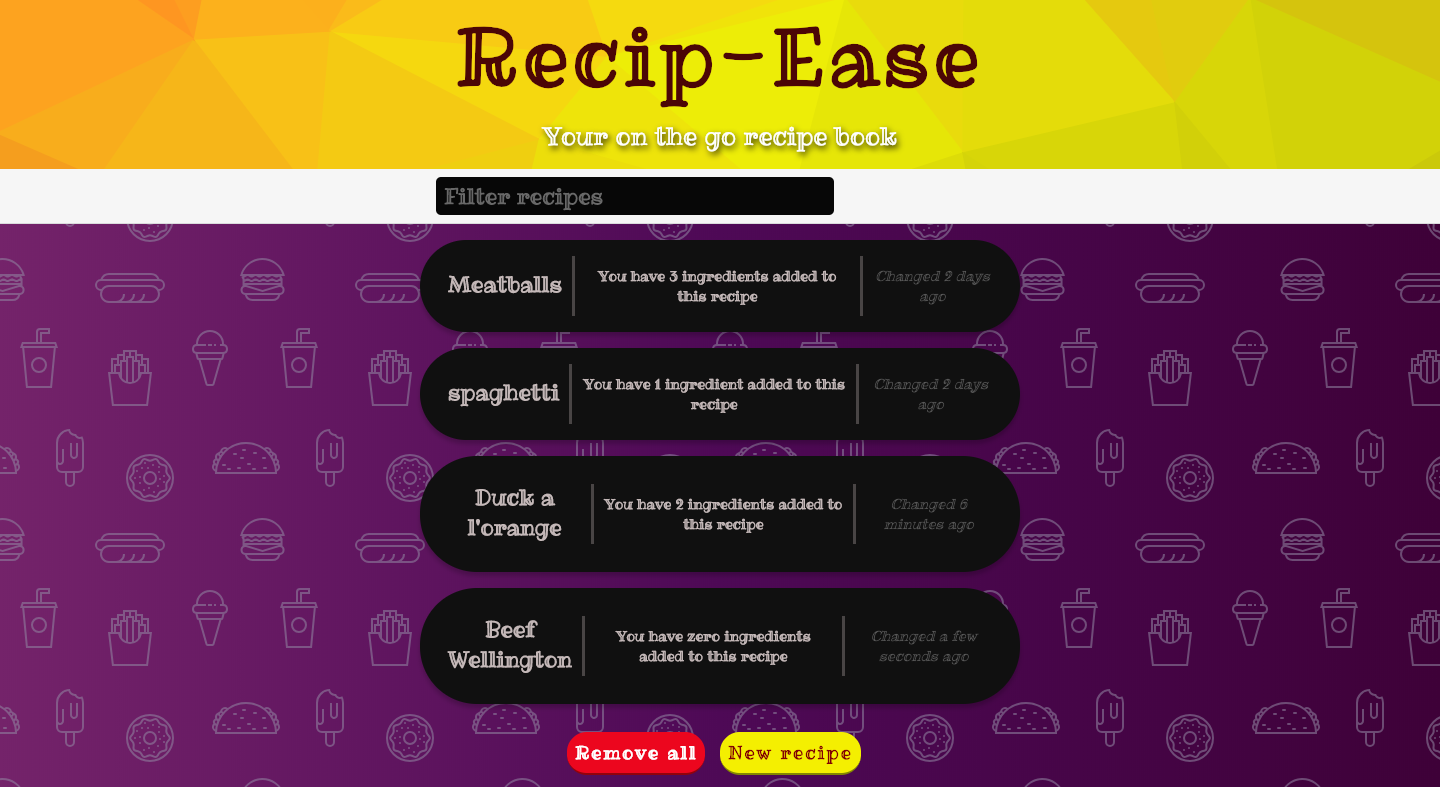 Recip-Ease
Your on the go recipe book
Filter recipes
Meatballs
You have 3 ingredients added to
this recipe
Changed 2 days
ago
spaghetti
You have 1 ingredient added to this
recipe
Changed 2 days
ago
Duck a
l'orange
You have 2 ingredients added to
this recipe
Changed 6
minutes ago
Beef
Wellington
You have zero ingredients
added to this recipe
Changed a few
seconds ago
Remove all
New recipe